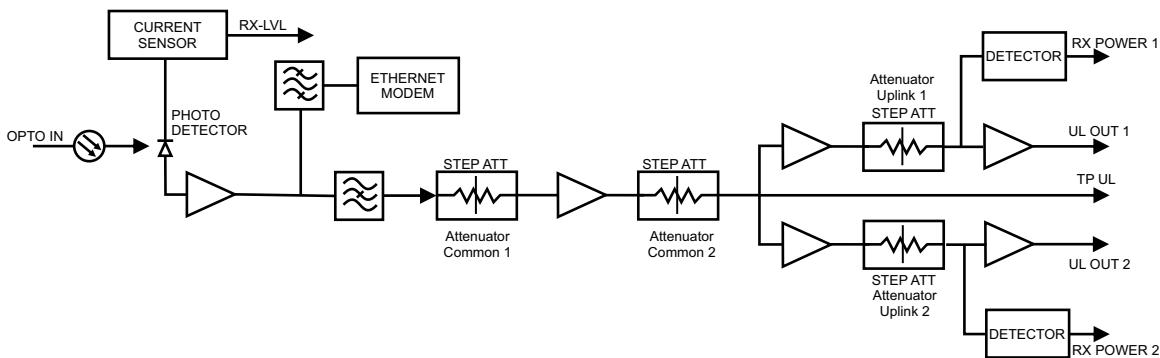 CURRENT
SENSOR
RX-LVL
ETHERNET
MODEM
PHOTO
DETECTOR
OPTO IN
STEP ATT
Attenuator
Common 1
STEP ATT
Attenuator
Common 2
Attenuator
Uplink 1
STEP ATT
DETECTOR
RX POWER 1
UL OUT 1
TP UL
UL OUT 2
STEP ATT
Attenuator
Uplink 2
DETECTOR
RX POWER 2